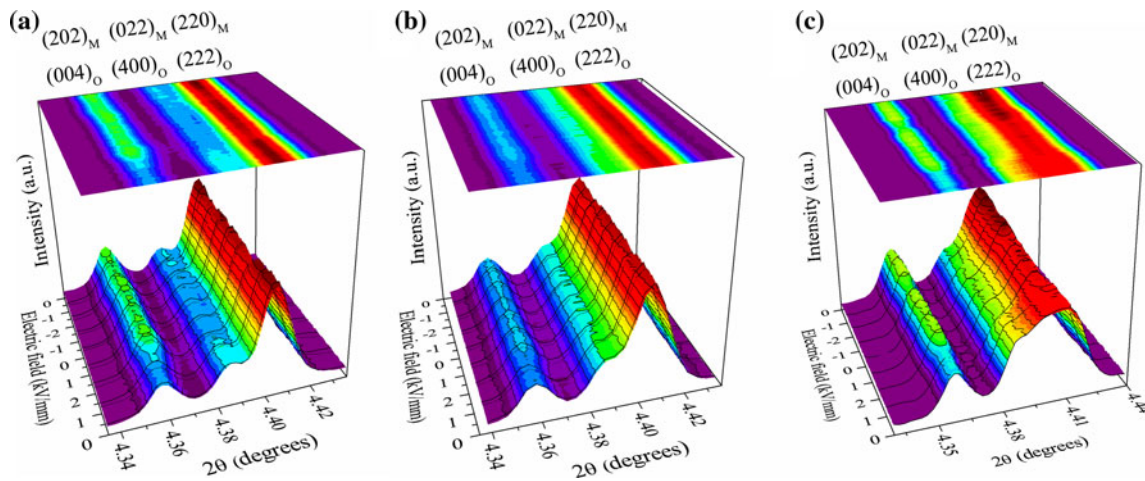 (a)
(202)M (022)M (220)M
(004)O (400)O (222)O
Intensity (a.u.)
0
-1
-2
-1
0
1
2
1
0
Electric field (kV/mm)
4.34
4.36
4.38
4.40
4.42
2θ (degrees)
(b)
(202)M (022)M (220)M
(004)O (400)O (222)O
Intensity (a.u.)
0
-1
-2
-1
0
1
2
1
0
Electric field (kV/mm)
4.34
4.36
4.38
4.40
4.42
2θ (degrees)
(c)
(202)M (022)M (220)M
(004)O (400)O (222)O
Intensity (a.u.)
0
-1
-2
-1
0
1
2
1
0
Electric field (kV/mm)
4.35
4.38
4.41
4.44
2θ (degrees)